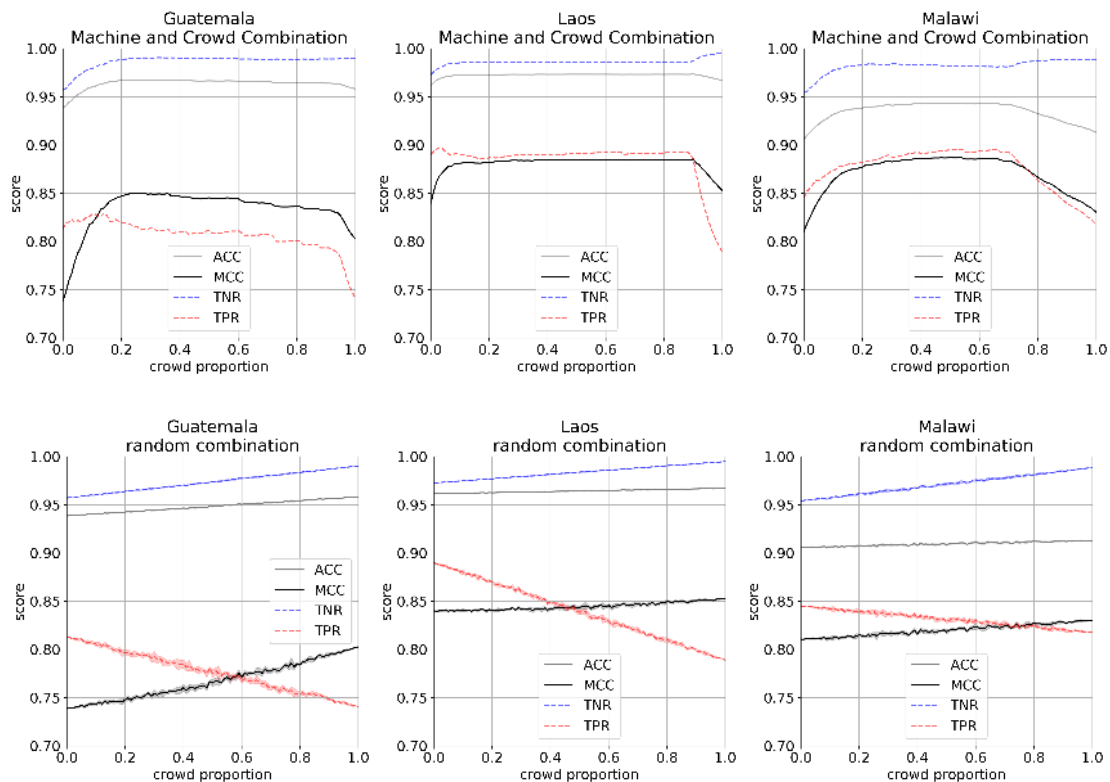 Guatemala
Machine and Crowd Combination
1.00
0.95
0.90
0.85
0.80
0.75
0.70
score
ACC
MCC
TNR
TPR
0.0 0.2 0.4 0.6 0.8 1.0
crowd proportion
Laos
Machine and Crowd Combination
1.00
0.95
0.90
0.85
0.80
0.75
0.70
score
ACC
MCC
TNR
TPR
0.0 0.2 0.4 0.6 0.8 1.0
crowd proportion
Malawi
Machine and Crowd Combination
1.00
0.95
0.90
0.85
0.80
0.75
0.70
score
ACC
MCC
TNR
TPR
0.0 0.2 0.4 0.6 0.8 1.0
crowd proportion
Guatemala
random combination
1.00
0.95
0.90
0.85
0.80
0.75
0.70
score
ACC
MCC
TNR
TPR
0.0 0.2 0.4 0.6 0.8 1.0
crowd proportion
Laos
random combination
1.00
0.95
0.90
0.85
0.80
0.75
0.70
score
ACC
MCC
TNR
TPR
0.0 0.2 0.4 0.6 0.8 1.0
crowd proportion
Malawi
random combination
1.00
0.95
0.90
0.85
0.80
0.75
0.70
score
ACC
MCC
TNR
TPR
0.0 0.2 0.4 0.6 0.8 1.0
crowd proportion